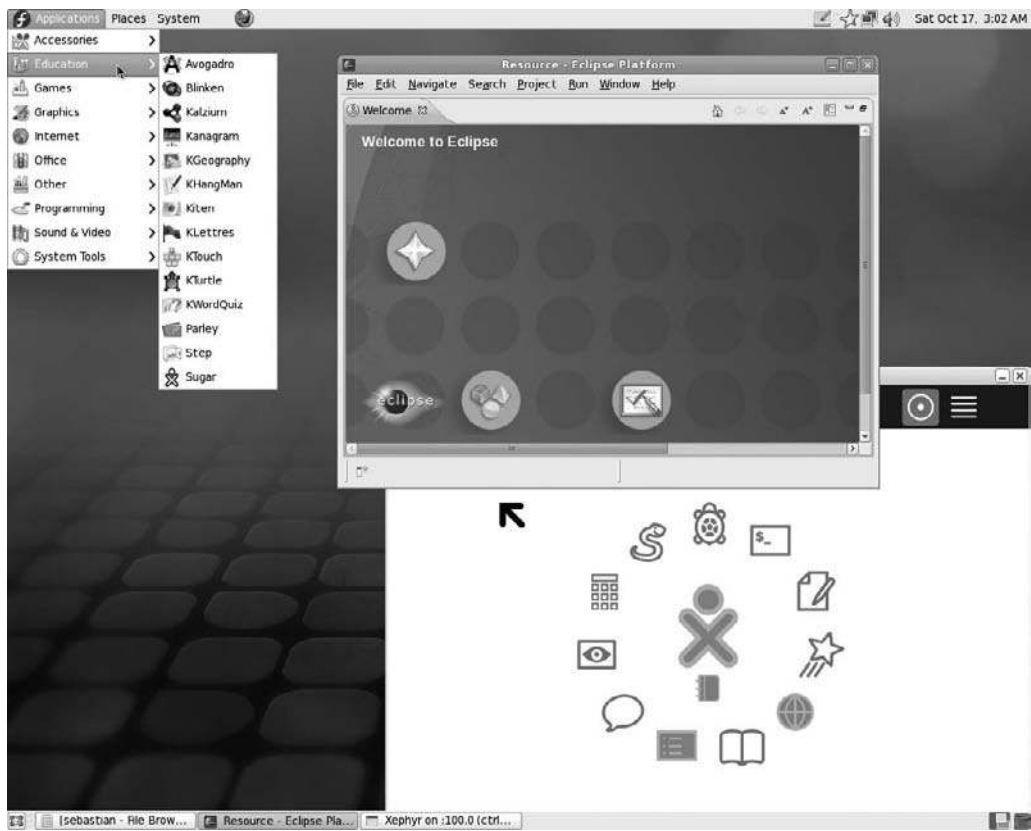 Applications Places System Sat Oct 17, 3:02 AM
Accessories
Education
Games
Graphics
Internet
Office
Other
Programming
Sound & Video
System Tools
Avogadro
Blinken
Kalzium
Kanagram
KGeography
KHangMan
Kiten
KLettres
KTouch
KTurtle
KWordQuiz
Parley
Step
Sugar
Resource - Eclipse Platform
File Edit Navigate Search Project Run Window Help
Welcome
Welcome to Eclipse
eclipse
$_
[sebastian - File Brow... Resource - Eclipse Pla... Xephyr on :100.0 (ctrl...